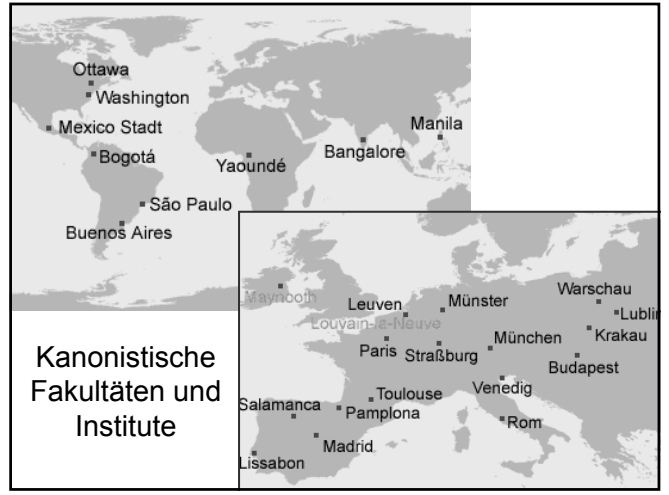 Ottawa
Washington
Mexico Stadt
Bogotá
Yaoundé
Bangalore
Manila
São Paulo
Buenos Aires
Kanonistische
Fakultäten und
Institute
Maynooth
Leuven
Louvain-la-Neuve
Münster
Warschau
Lublin
Krakau
Paris
Straßburg
München
Budapest
Venedig
Toulouse
Salamanca
Pamplona
Rom
Madrid
Lissabon